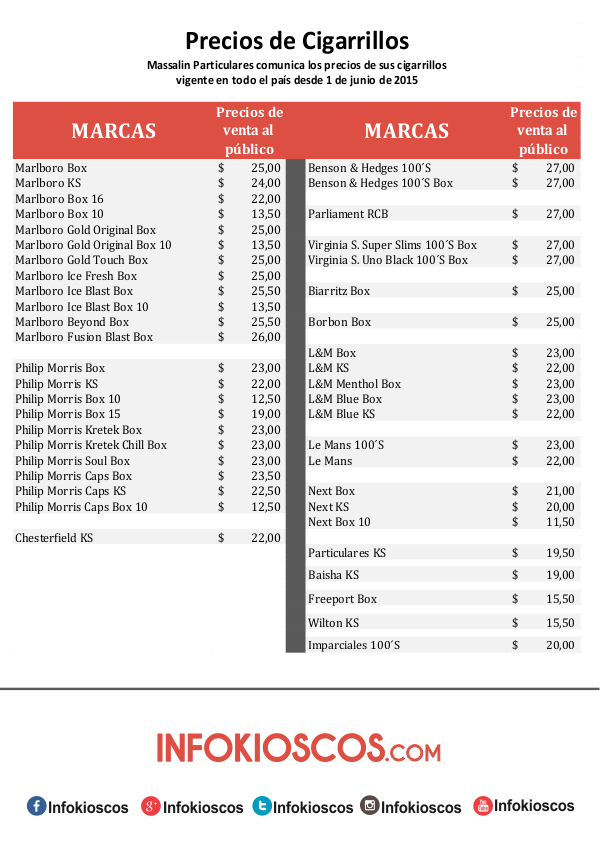 Precios de Cigarrillos
Massalin Particulares comunica los precios de sus cigarrillos
vigente en todo el país desde 1 de junio de 2015
MARCAS
Precios de
venta al
público
MARCAS
Precios de
venta al
público
Marlboro Box $ 25,00
Marlboro KS $ 24,00
Marlboro Box 16 $ 22,00
Marlboro Box 10 $ 13,50
Marlboro Gold Original Box $ 25,00
Marlboro Gold Original Box 10 $ 13,50
Marlboro Gold Touch Box $ 25,00
Marlboro Ice Fresh Box $ 25,00
Marlboro Ice Blast Box $ 25,50
Marlboro Ice Blast Box 10 $ 13,50
Marlboro Beyond Box $ 25,50
Marlboro Fusion Blast Box $ 26,00
Philip Morris Box $ 23,00
Philip Morris KS $ 22,00
Philip Morris Box 10 $ 12,50
Philip Morris Box 15 $ 19,00
Philip Morris Kretek Box $ 23,00
Philip Morris Kretek Chill Box $ 23,00
Philip Morris Soul Box $ 23,00
Philip Morris Caps Box $ 23,50
Philip Morris Caps KS $ 22,50
Philip Morris Caps Box 10 $ 12,50
Chesterfield KS $ 22,00
Benson & Hedges 100´S $ 27,00
Benson & Hedges 100´S Box $ 27,00
Parliament RCB $ 27,00
Virginia S. Super Slims 100´S Box $ 27,00
Virginia S. Uno Black 100´S Box $ 27,00
Biarritz Box $ 25,00
Borbon Box $ 25,00
L&M Box $ 23,00
L&M KS $ 22,00
L&M Menthol Box $ 23,00
L&M Blue Box $ 23,00
L&M Blue KS $ 22,00
Le Mans 100´S $ 23,00
Le Mans $ 22,00
Next Box $ 21,00
Next KS $ 20,00
Next Box 10 $ 11,50
Particulares KS $ 19,50
Baisha KS $ 19,00
Freeport Box $ 15,50
Wilton KS $ 15,50
Imparciales 100´S $ 20,00
INFOKIOSCOS.COM
f Infokioscos g+ Infokioscos Infokioscos Infokioscos You Tube Infokioscos